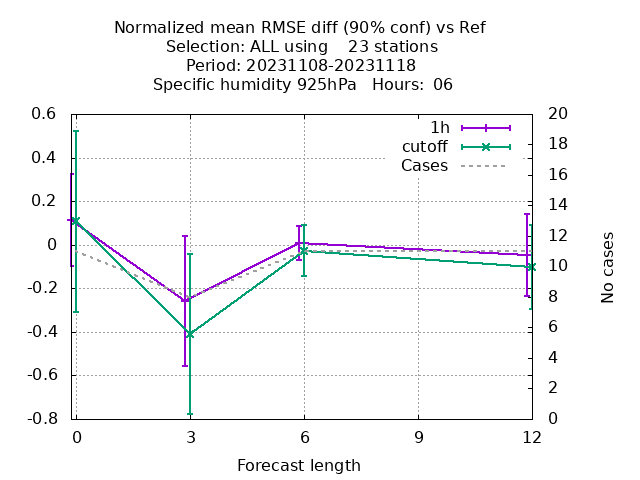 Normalized mean RMSE diff (90% conf) vs Ref
Selection: ALL using    23 stations
Period: 20231108-20231118
Specific humidity 925hPa   Hours:  06
0.6
0.4
0.2
0
-0.2
-0.4
-0.6
-0.8
1h
cutoff
Cases
20
18
16
14
12
10
8
6
4
2
0
No cases
0
3
6
9
12
Forecast length